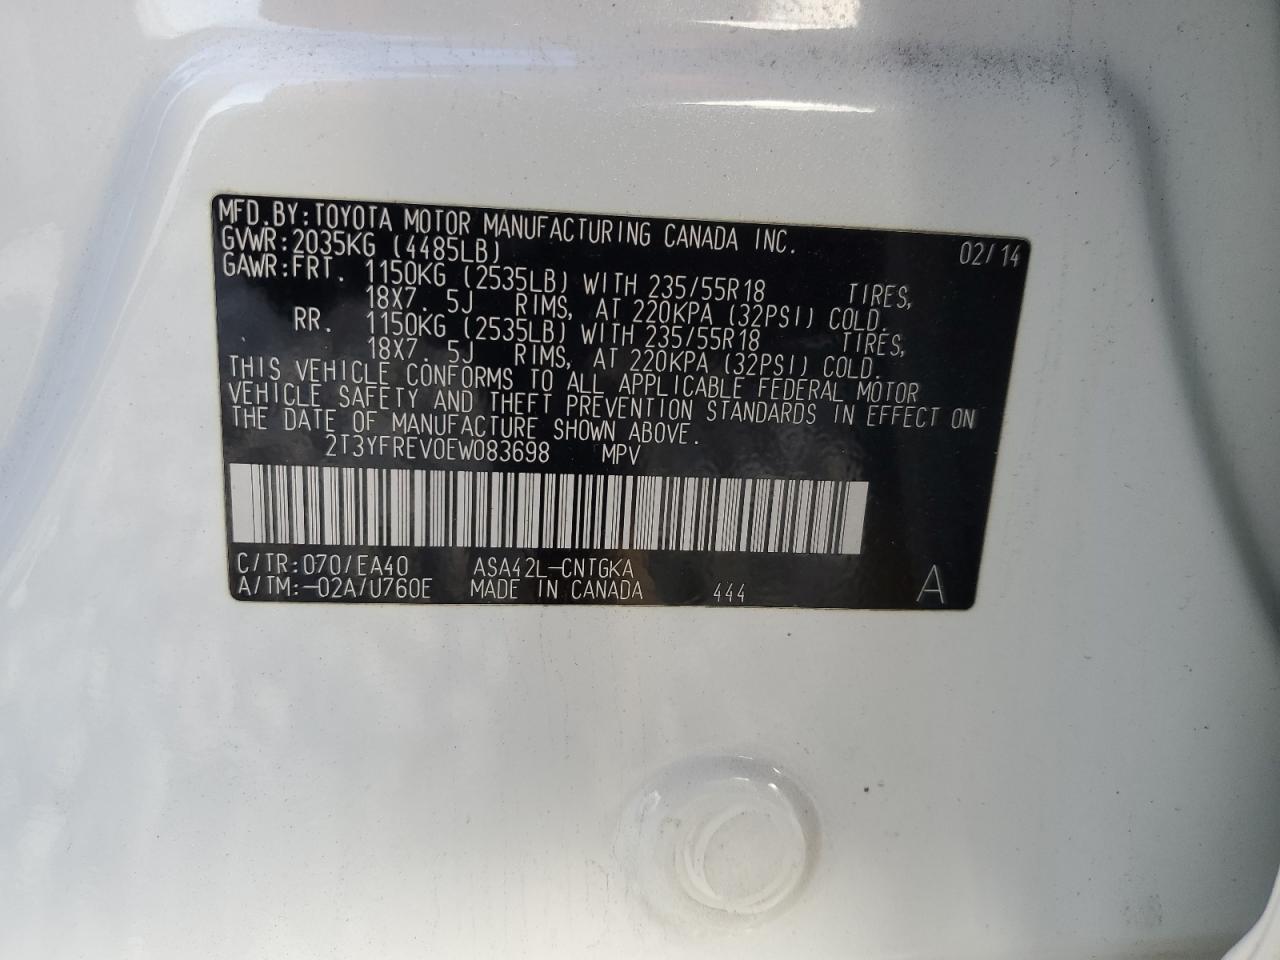 MFD.BY:TOYOTA MOTOR MANUFACTURING CANADA INC.
GVWR:2035KG (4485LB) 02/14
GAWR:FRT. 1150KG (2535LB) WITH 235/55R18 TIRES,
18X7.5J RIMS, AT 220KPA (32PSI) COLD.
RR. 1150KG (2535LB) WITH 235/55R18 TIRES,
18X7.5J RIMS, AT 220KPA (32PSI) COLD.
THIS VEHICLE CONFORMS TO ALL APPLICABLE FEDERAL MOTOR
VEHICLE SAFETY AND THEFT PREVENTION STANDARDS IN EFFECT ON
THE DATE OF MANUFACTURE SHOWN ABOVE.
2T3YFREV0EW083698 MPV
C/TR:070/EA40 ASA42L-CNTGKA
A/TM:-02A/U760E MADE IN CANADA 444 A